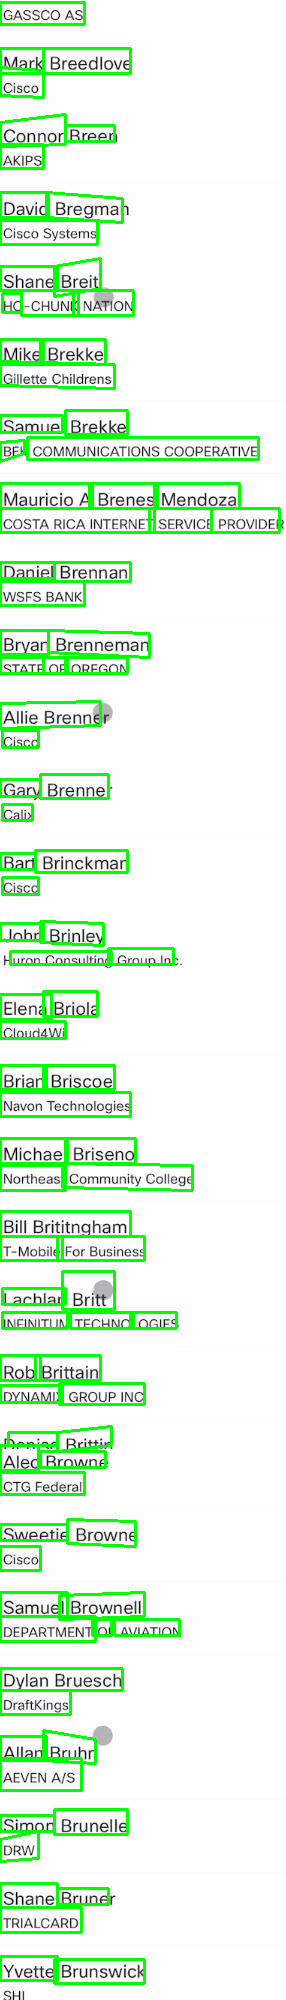 GASSCO AS
Mark Breedlove
Cisco
Connor Breen
AKIPS
David Bregman
Cisco Systems
Shane Breit
HO-CHUNK NATION
Mike Brekke
Gillette Childrens
Samuel Brekke
BEK COMMUNICATIONS COOPERATIVE
Mauricio A Brenes Mendoza
COSTA RICA INTERNET SERVICE PROVIDER
Daniel Brennan
WSFS BANK
Bryan Brenneman
STATE OF OREGON
Allie Brenner
Cisco
Gary Brenner
Calix
Bart Brinckman
Cisco
John Brinley
Huron Consulting Group Inc.
Elena Briola
Cloud4Wi
Brian Briscoe
Navon Technologies
Michael Briseno
Northeast Community College
Bill Brititngham
T-Mobile For Business
Lachlan Britt
INFINITUM TECHNOLOGIES
Rob Brittain
DYNAMIX GROUP INC
Denise Brittin
Alec Browne
CTG Federal
Sweetie Browne
Cisco
Samuel Brownell
DEPARTMENT OF AVIATION
Dylan Bruesch
DraftKings
Allan Bruhn
AEVEN A/S
Simon Brunelle
DRW
Shane Bruner
TRIALCARD
Yvette Brunswick
SHI